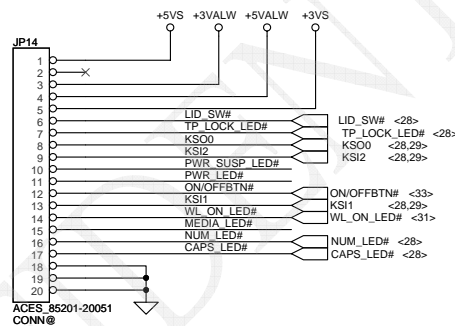 +5VS +3VALW +5VALW +3VS
JP14
1
2
3
4
5
6 LID_SW# LID_SW# <28>
7 TP_LOCK_LED# TP_LOCK_LED# <28>
8 KSO0 KSO0 <28,29>
9 KSI2 KSI2 <28,29>
10 PWR_SUSP_LED#
11 PWR_LED#
12 ON/OFFBTN# ON/OFFBTN# <33>
13 KSI1 KSI1 <28,29>
14 WL_ON_LED# WL_ON_LED# <31>
15 MEDIA_LED#
16 NUM_LED# NUM_LED# <28>
17 CAPS_LED# CAPS_LED# <28>
18
19
20
ACES_85201-20051
CONN@